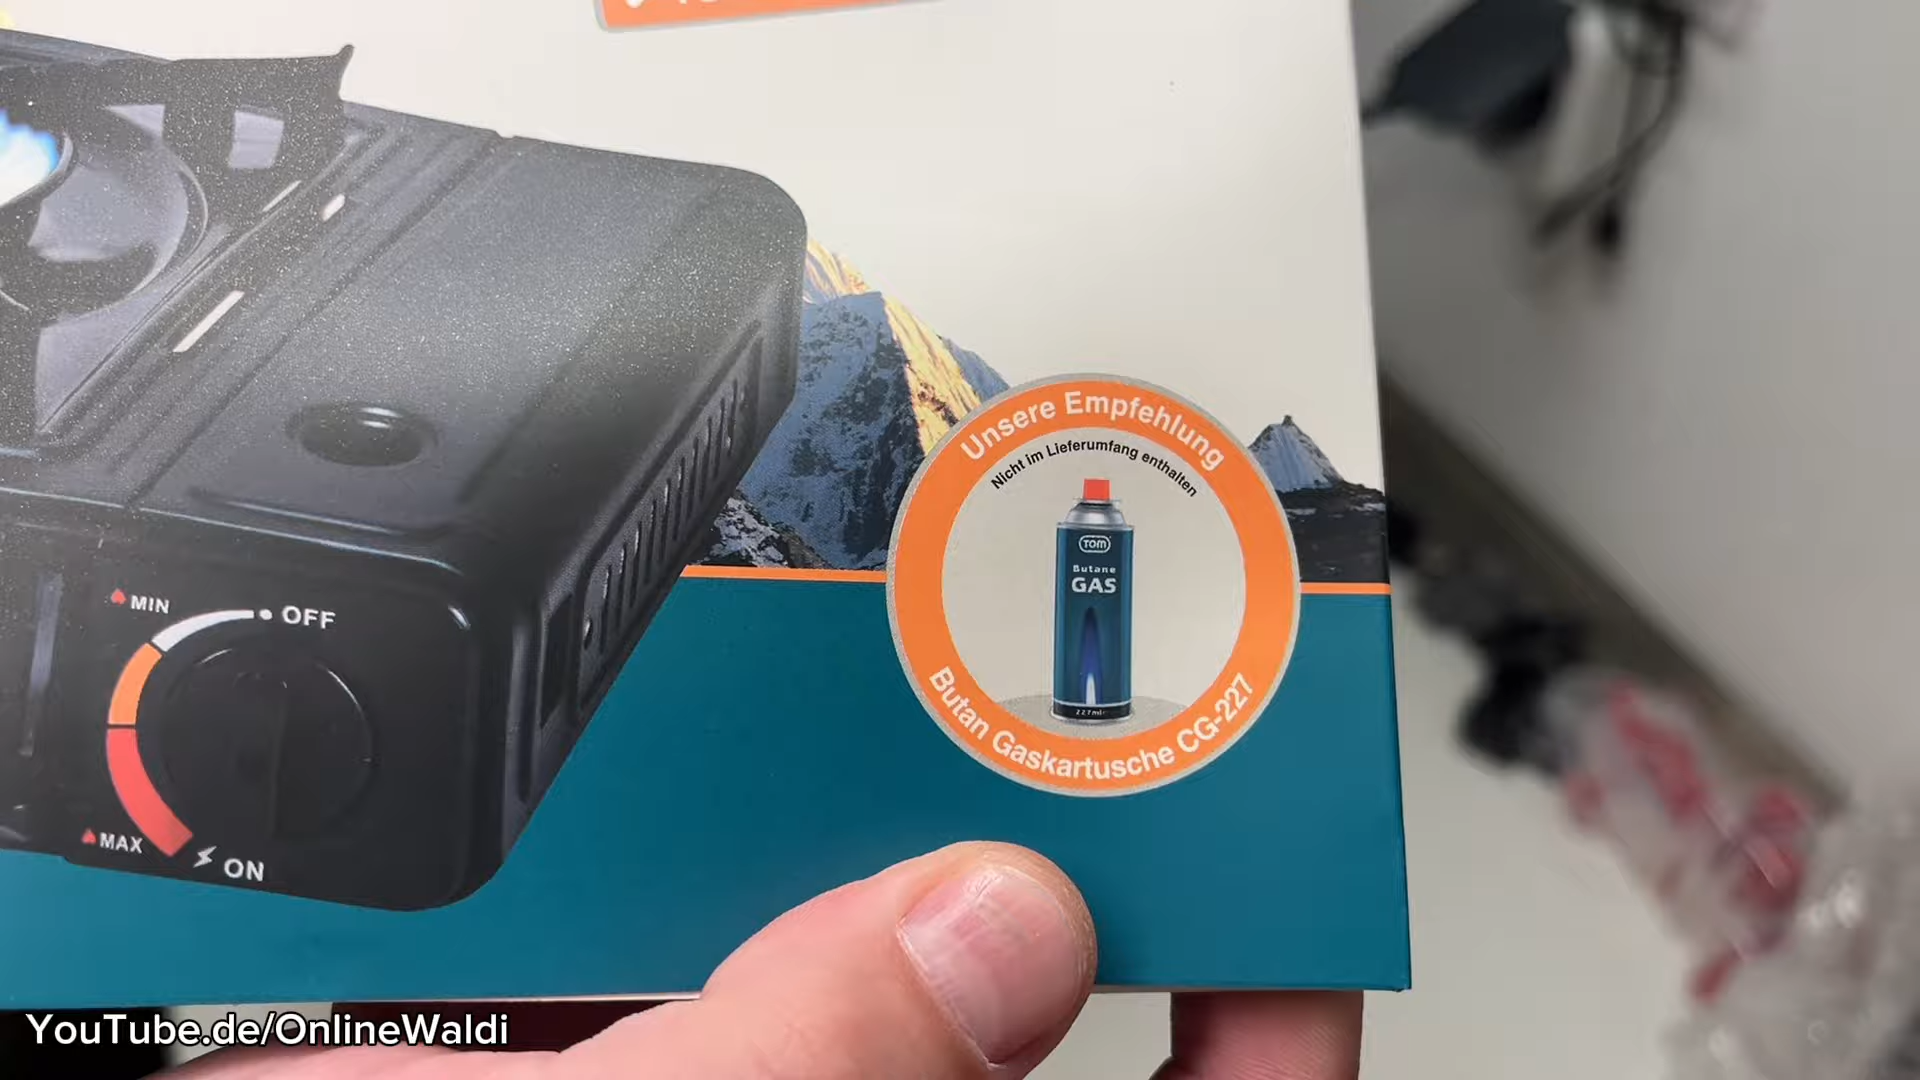 Unsere Empfehlung
Nicht im Lieferumfang enthalten
TOM
Butane
GAS
227ml
Butan Gaskartusche CG-227
MIN
OFF
MAX
ON
YouTube.de/OnlineWaldi